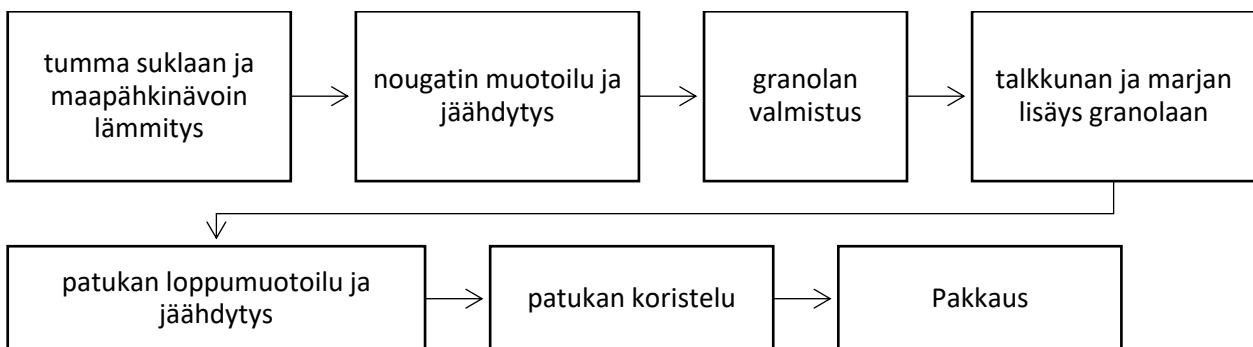 tumma suklaan ja
maapähkinävoin
lämmitys
nougatin muotoilu ja
jäähdytys
granolan
valmistus
talkkunan ja marjan
lisäys granolaan
patukan loppumuotoilu ja
jäähdytys
patukan koristelu
Pakkaus